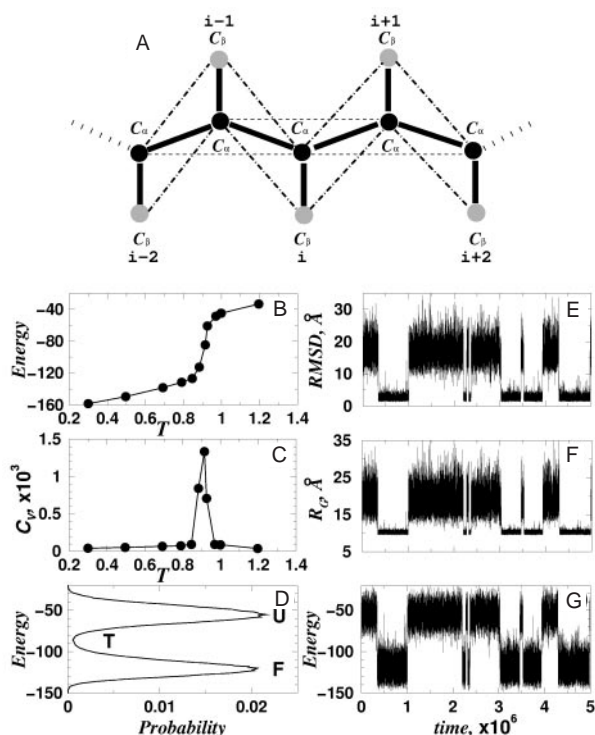 A
i-1 i+1
Cβ Cβ
Cα Cα Cα
Cα Cα
Cβ Cβ Cβ
i-2 i i+2
B
Energy
−40
−80
−120
−160
0.2 0.4 0.6 0.8 1 1.2 1.4
T
C
Cv, x10³
1.5
1
0.5
0
0.2 0.4 0.6 0.8 1 1.2 1.4
T
D
Energy
−50
−100
−150
U
T
F
0 0.01 0.02
Probability
E
RMSD, Å
30
20
10
0
F
RG, Å
35
25
15
5
G
Energy
−50
−100
−150
0 1 2 3 4 5
time, x10⁶